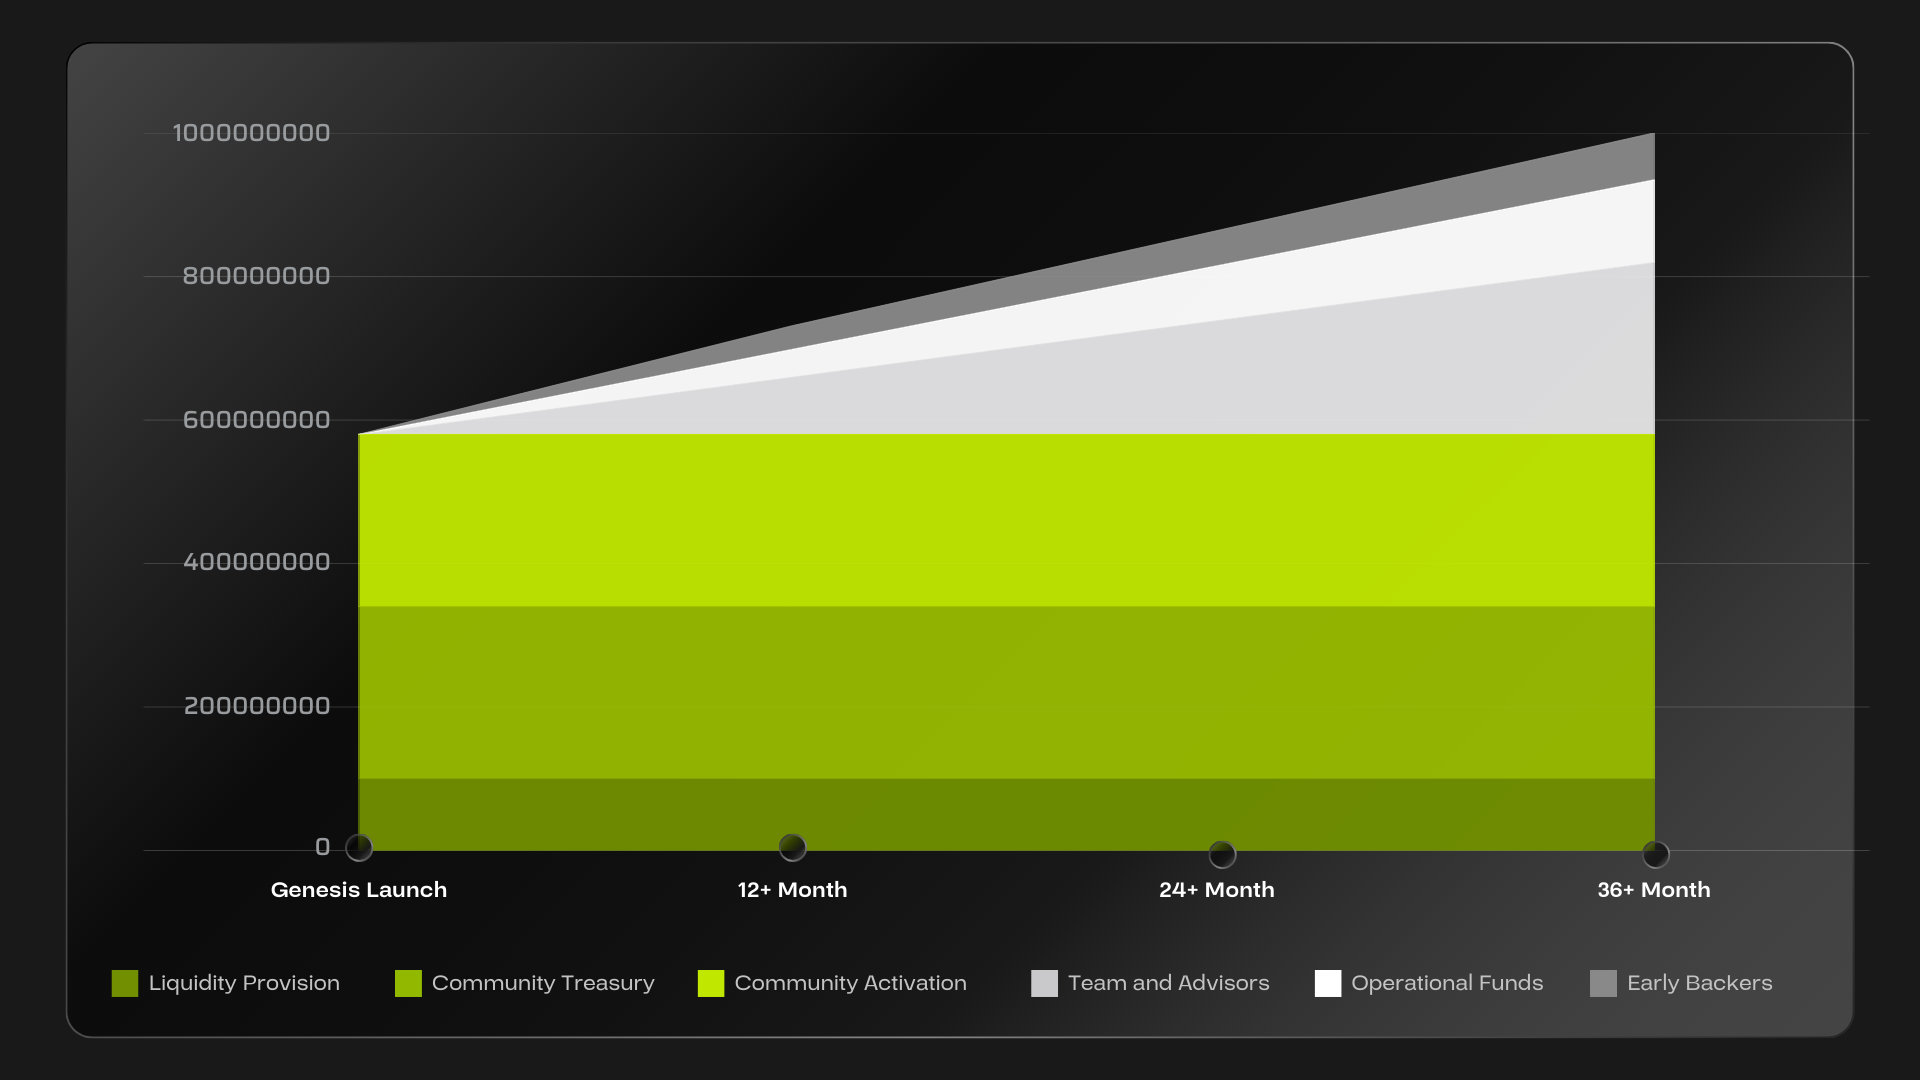 1000000000
800000000
600000000
400000000
200000000
0
Genesis Launch
12+ Month
24+ Month
36+ Month
Liquidity Provision
Community Treasury
Community Activation
Team and Advisors
Operational Funds
Early Backers